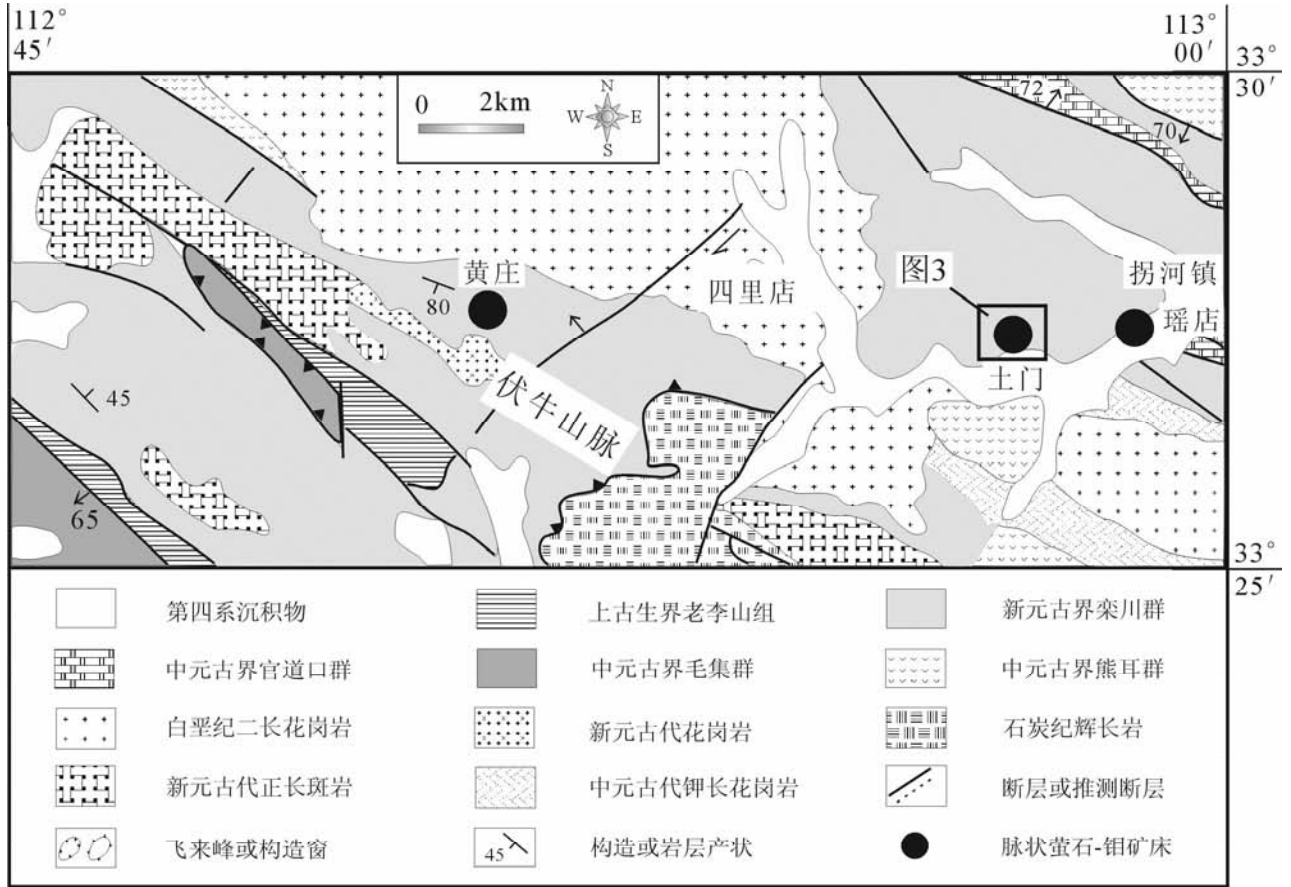 112°
45′
113°
00′
33°
30′
0 2km
N
W E
S
72
70
黄庄
80
四里店
图3
拐河镇
瑶店
土门
伏牛山脉
45
65
33°
25′
第四系沉积物
上古生界老李山组
新元古界栾川群
中元古界官道口群
中元古界毛集群
中元古界熊耳群
白垩纪二长花岗岩
新元古代花岗岩
石炭纪辉长岩
新元古代正长斑岩
中元古代钾长花岗岩
断层或推测断层
飞来峰或构造窗
45
构造或岩层产状
脉状萤石-钼矿床